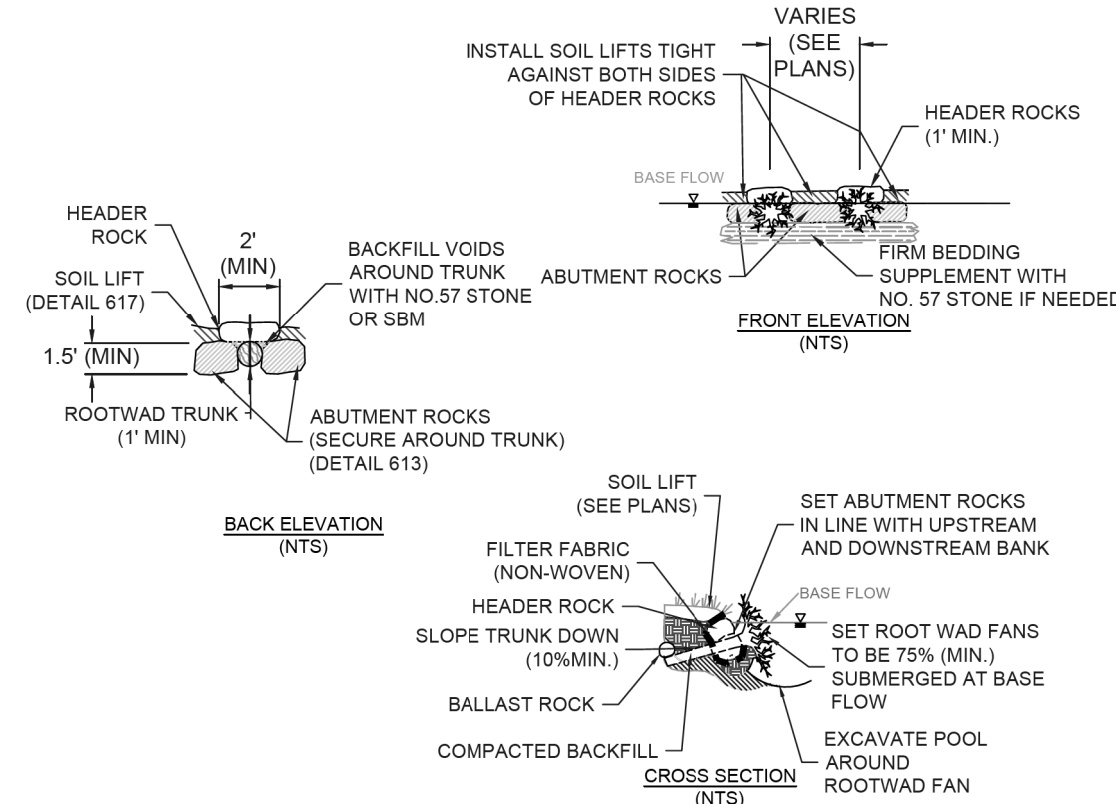 VARIES
(SEE
PLANS)
INSTALL SOIL LIFTS TIGHT
AGAINST BOTH SIDES
OF HEADER ROCKS
HEADER ROCKS
(1' MIN.)
BASE FLOW
ABUTMENT ROCKS
FIRM BEDDING
SUPPLEMENT WITH
NO. 57 STONE IF NEEDED
FRONT ELEVATION
(NTS)
HEADER
ROCK
2'
(MIN)
BACKFILL VOIDS
AROUND TRUNK
WITH NO.57 STONE
OR SBM
SOIL LIFT
(DETAIL 617)
1.5' (MIN)
ROOTWAD TRUNK
(1' MIN)
ABUTMENT ROCKS
(SECURE AROUND TRUNK)
(DETAIL 613)
BACK ELEVATION
(NTS)
SOIL LIFT
(SEE PLANS)
SET ABUTMENT ROCKS
IN LINE WITH UPSTREAM
AND DOWNSTREAM BANK
FILTER FABRIC
(NON-WOVEN)
BASE FLOW
HEADER ROCK
SLOPE TRUNK DOWN
(10%MIN.)
SET ROOT WAD FANS
TO BE 75% (MIN.)
SUBMERGED AT BASE
FLOW
BALLAST ROCK
COMPACTED BACKFILL
EXCAVATE POOL
AROUND
ROOTWAD FAN
CROSS SECTION
(NTS)